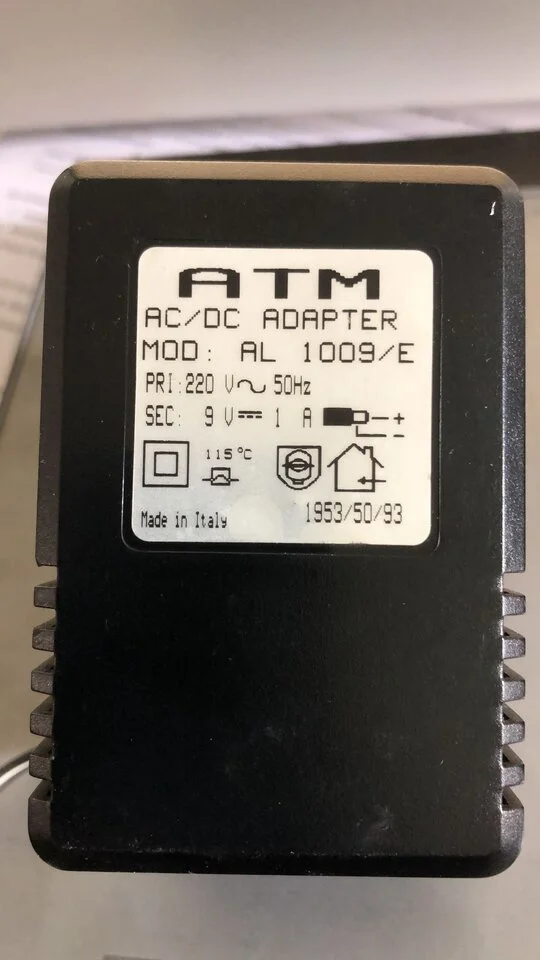 ATM
AC/DC ADAPTER
MOD: AL 1009/E
PRI:220 V~ 50Hz
SEC: 9 V⎓ 1 A + -
115°C
Made in Italy 1953/50/93